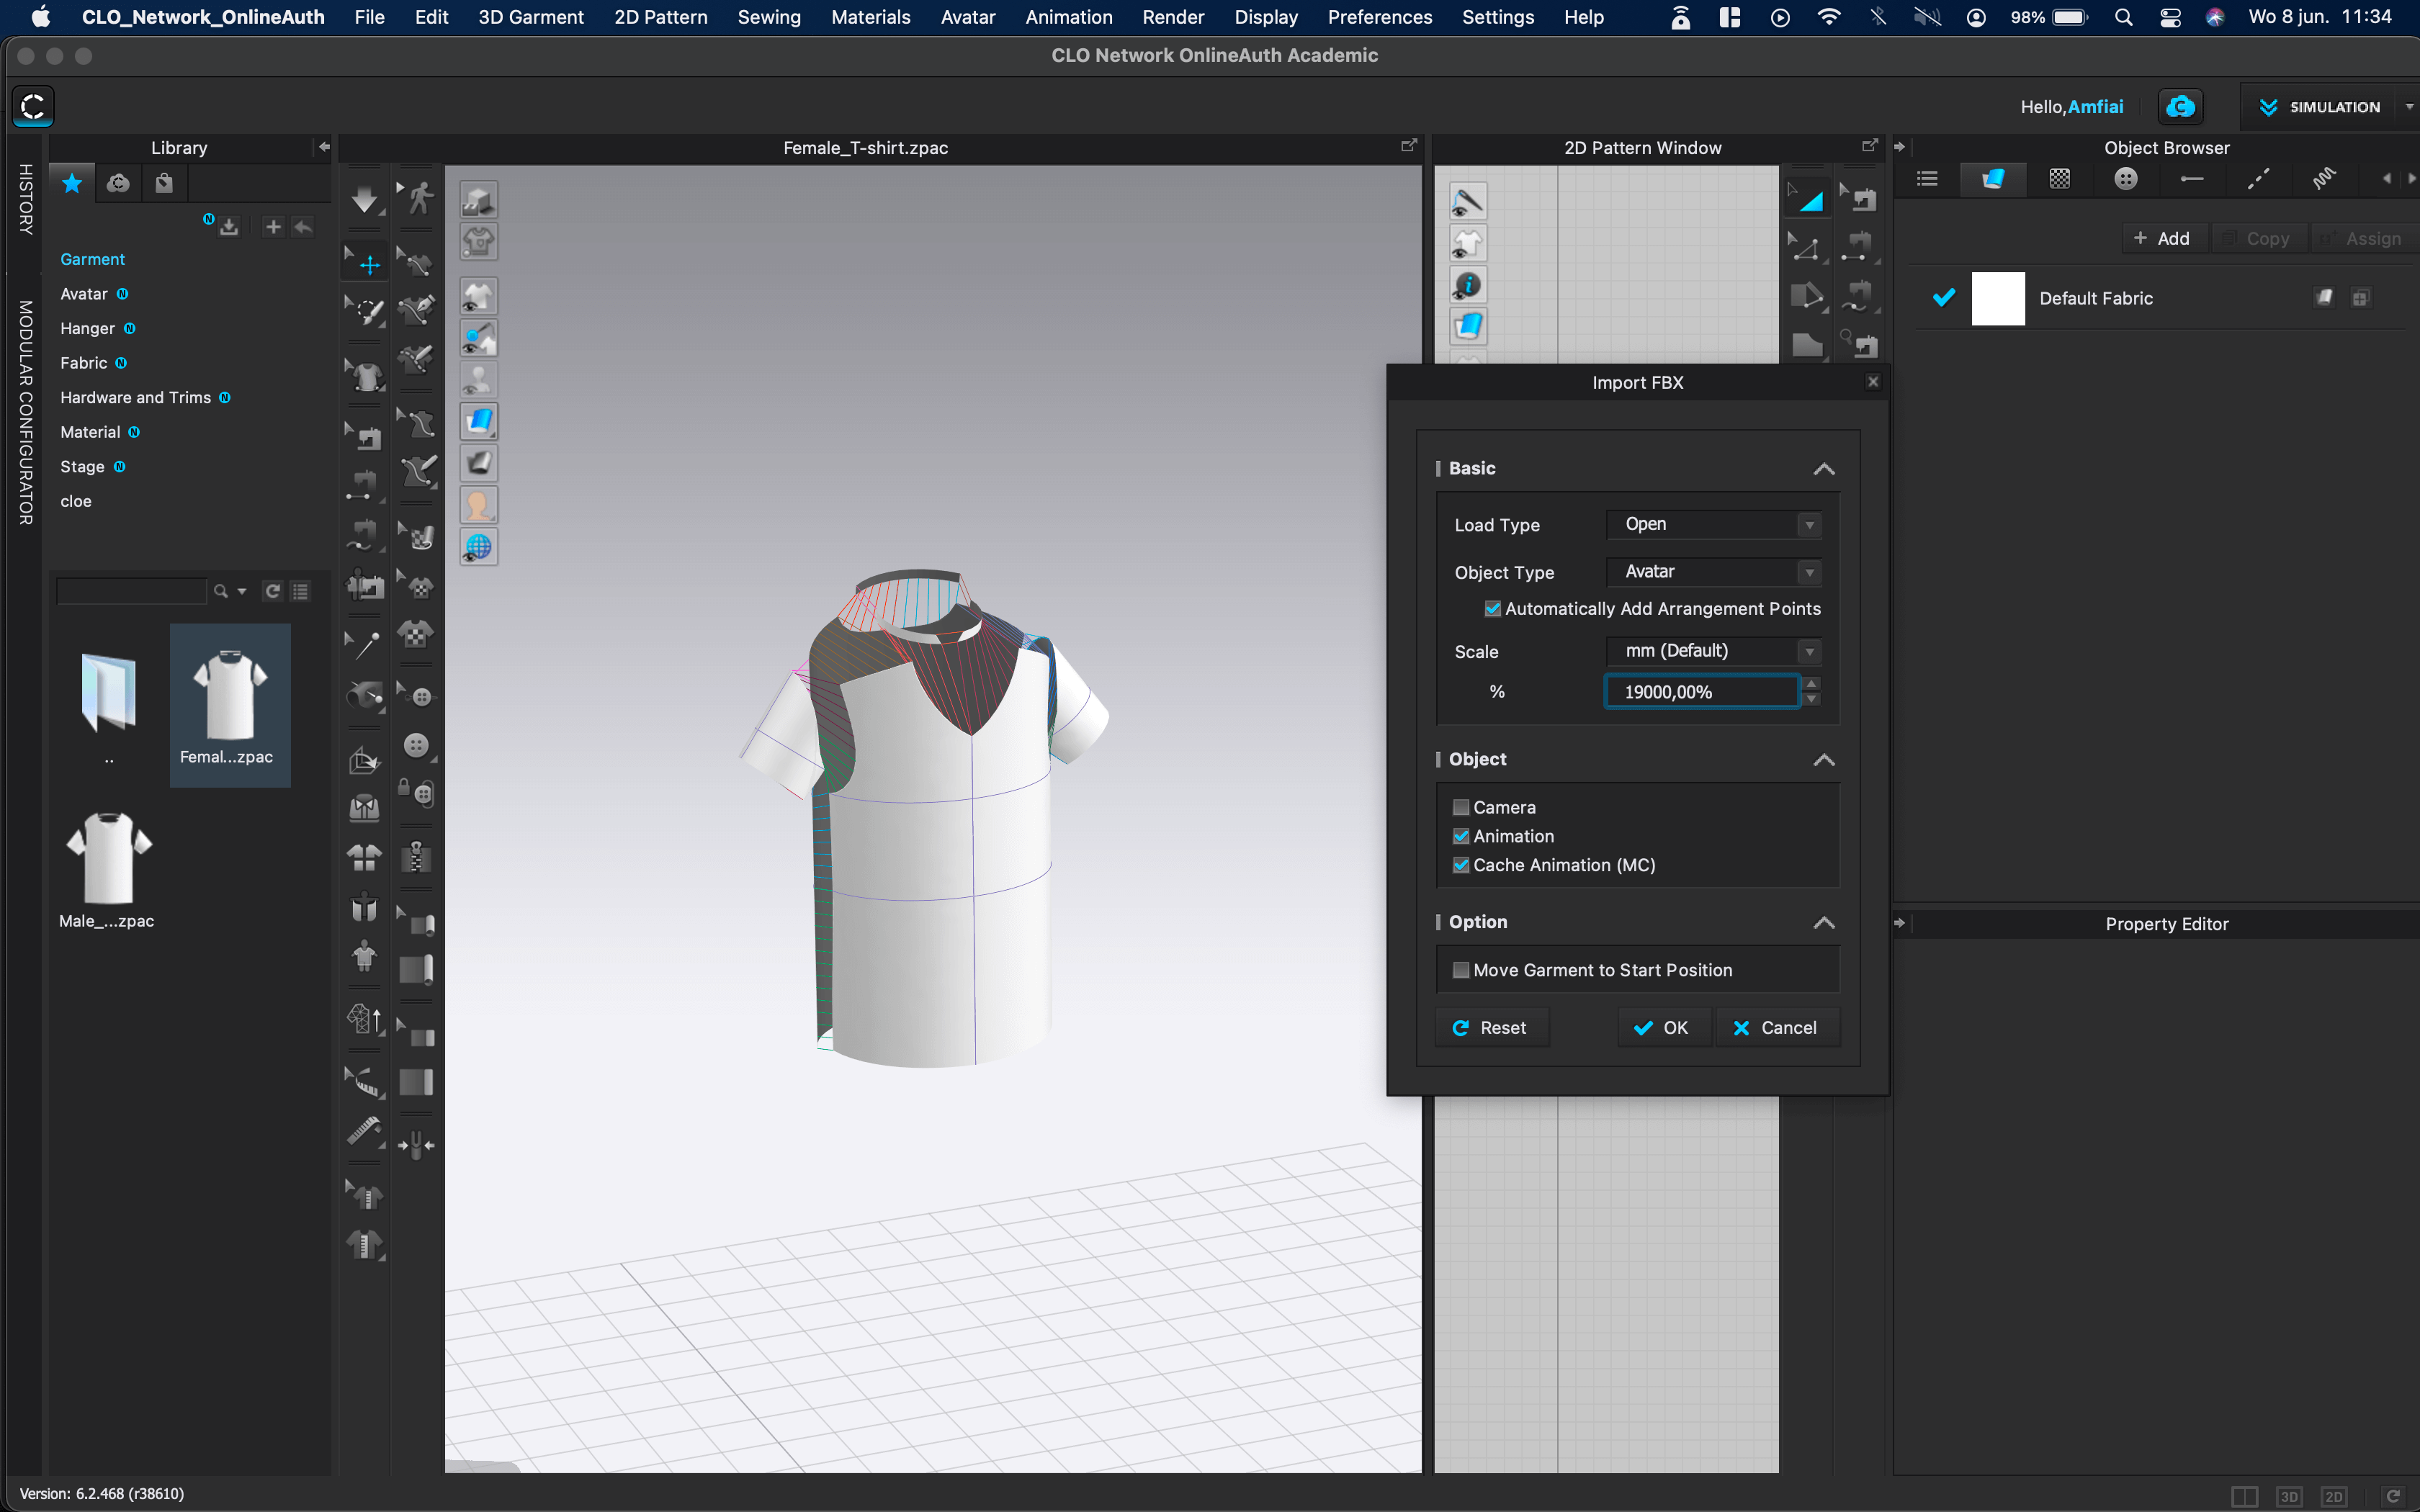 CLO_Network_OnlineAuth File Edit 3D Garment 2D Pattern Sewing Materials Avatar Animation Render Display Preferences Settings Help 98% Wo 8 jun. 11:34
CLO Network OnlineAuth Academic
Hello,Amfiai
SIMULATION
HISTORY
MODULAR CONFIGURATOR
Library
N
Garment
Avatar N
Hanger N
Fabric N
Hardware and Trims N
Material N
Stage N
cloe
..
Femal...zpac
Male_...zpac
Female_T-shirt.zpac
2D Pattern Window
Import FBX
Basic
Load Type Open
Object Type Avatar
Automatically Add Arrangement Points
Scale mm (Default)
% 19000,00%
Object
Camera
Animation
Cache Animation (MC)
Option
Move Garment to Start Position
Reset OK Cancel
Object Browser
+ Add Copy Assign
Default Fabric
Property Editor
Version: 6.2.468 (r38610)
3D 2D